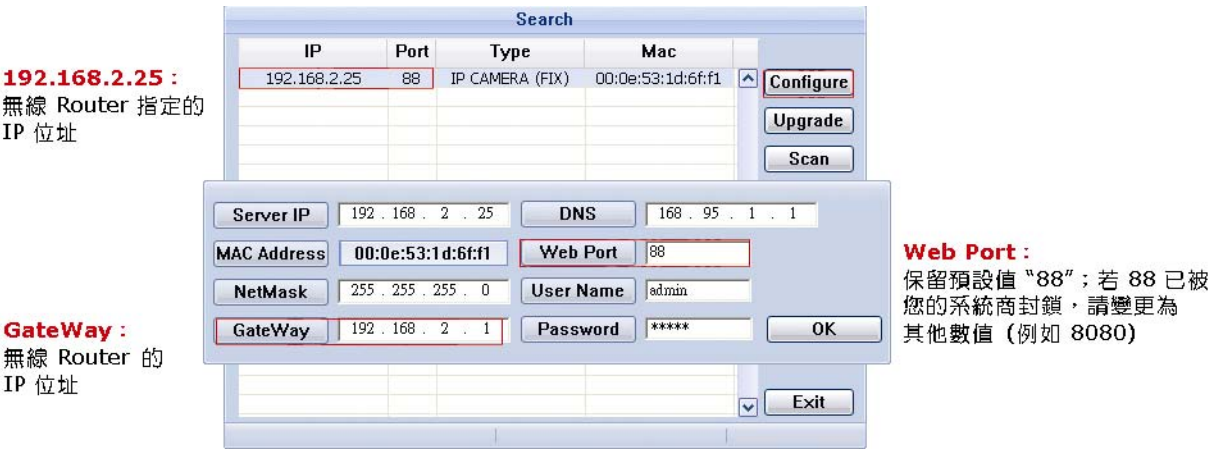 Search
IP Port Type Mac
192.168.2.25 88 IP CAMERA (FIX) 00:0e:53:1d:6f:f1
Configure
Upgrade
Scan
192.168.2.25：
無線 Router 指定的
IP 位址
Server IP 192 . 168 . 2 . 25 DNS 168 . 95 . 1 . 1
MAC Address 00:0e:53:1d:6f:f1 Web Port 88
NetMask 255 . 255 . 255 . 0 User Name admin
GateWay 192 . 168 . 2 . 1 Password ***** OK
GateWay：
無線 Router 的
IP 位址
Web Port：
保留預設值 “88”；若 88 已被
您的系統商封鎖，請變更為
其他數值 (例如 8080)
Exit